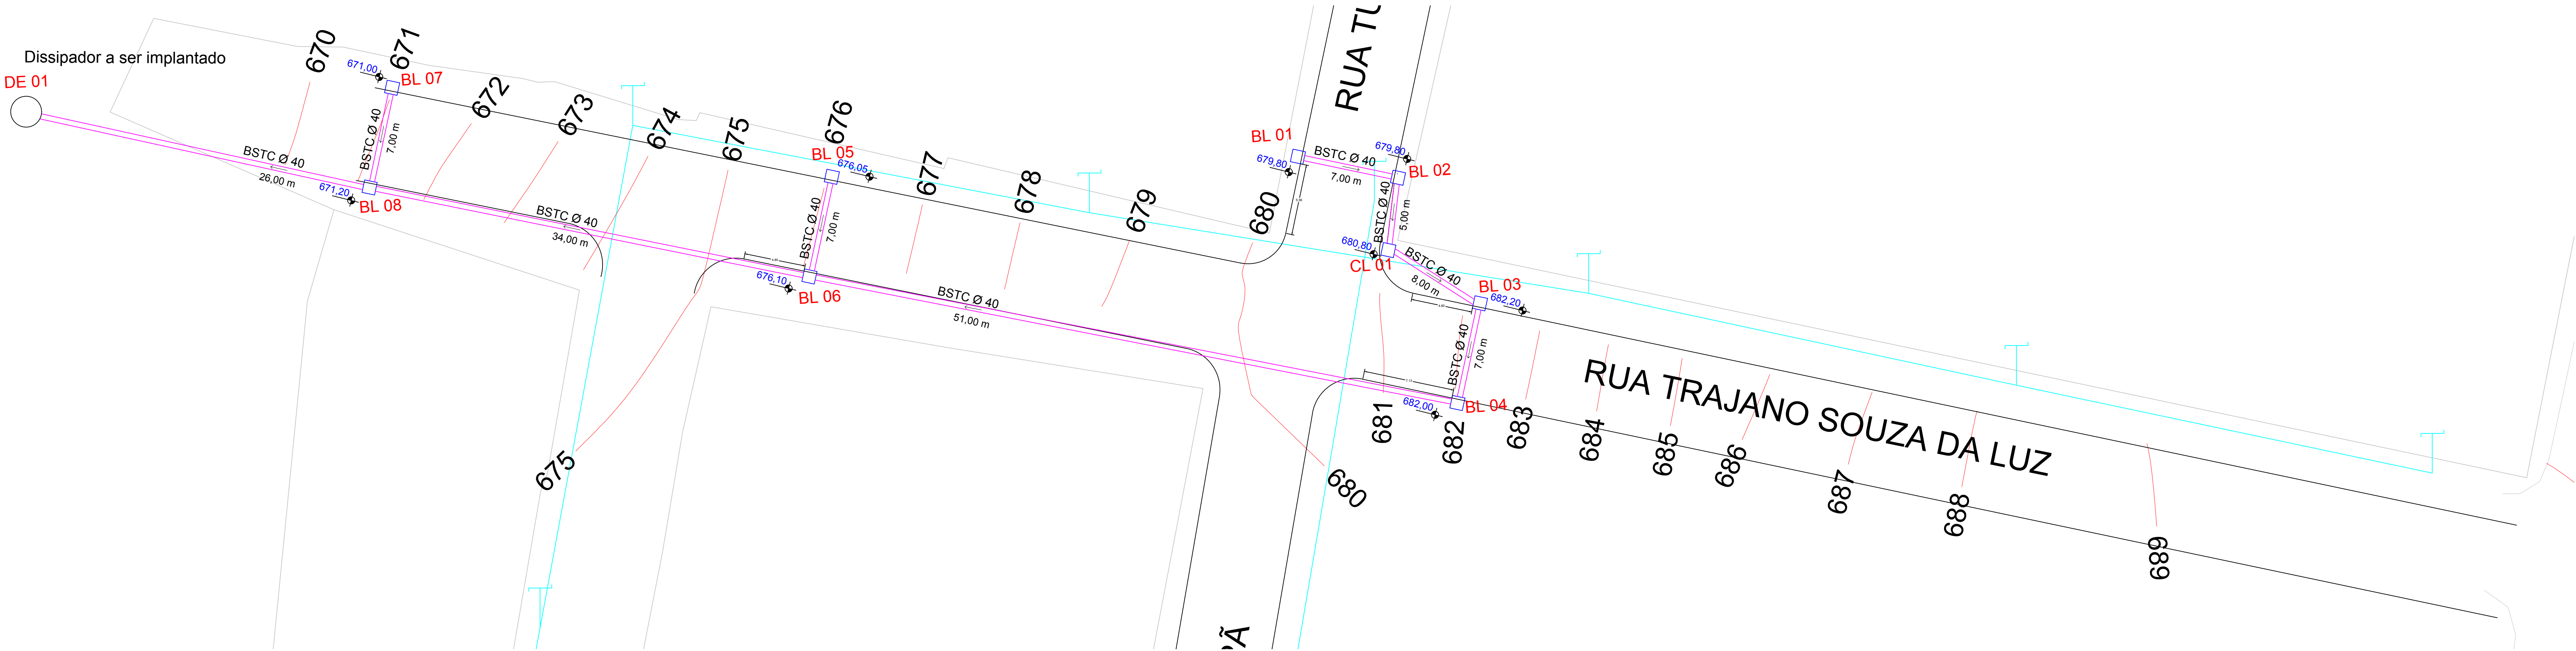 Dissipador a ser implantado
DE 01
670
671
671,00
BL 07
BSTC Ø 40
7,00 m
BSTC Ø 40
26,00 m
671,20
BL 08
672
673
674
675
676
BL 05
676,05
BSTC Ø 40
7,00 m
BSTC Ø 40
34,00 m
676,10
BL 06
675
677
678
679
680
BSTC Ø 40
51,00 m
RUA TU
BL 01
679,80
BSTC Ø 40
7,00 m
679,80
BL 02
BSTC Ø 40
5,00 m
680,80
CL 01
BSTC Ø 40
8,00 m
BL 03
682,20
BSTC Ø 40
7,00 m
682,00
BL 04
680
681
682
683
684
685
686
687
688
689
RUA TRAJANO SOUZA DA LUZ
PÃ